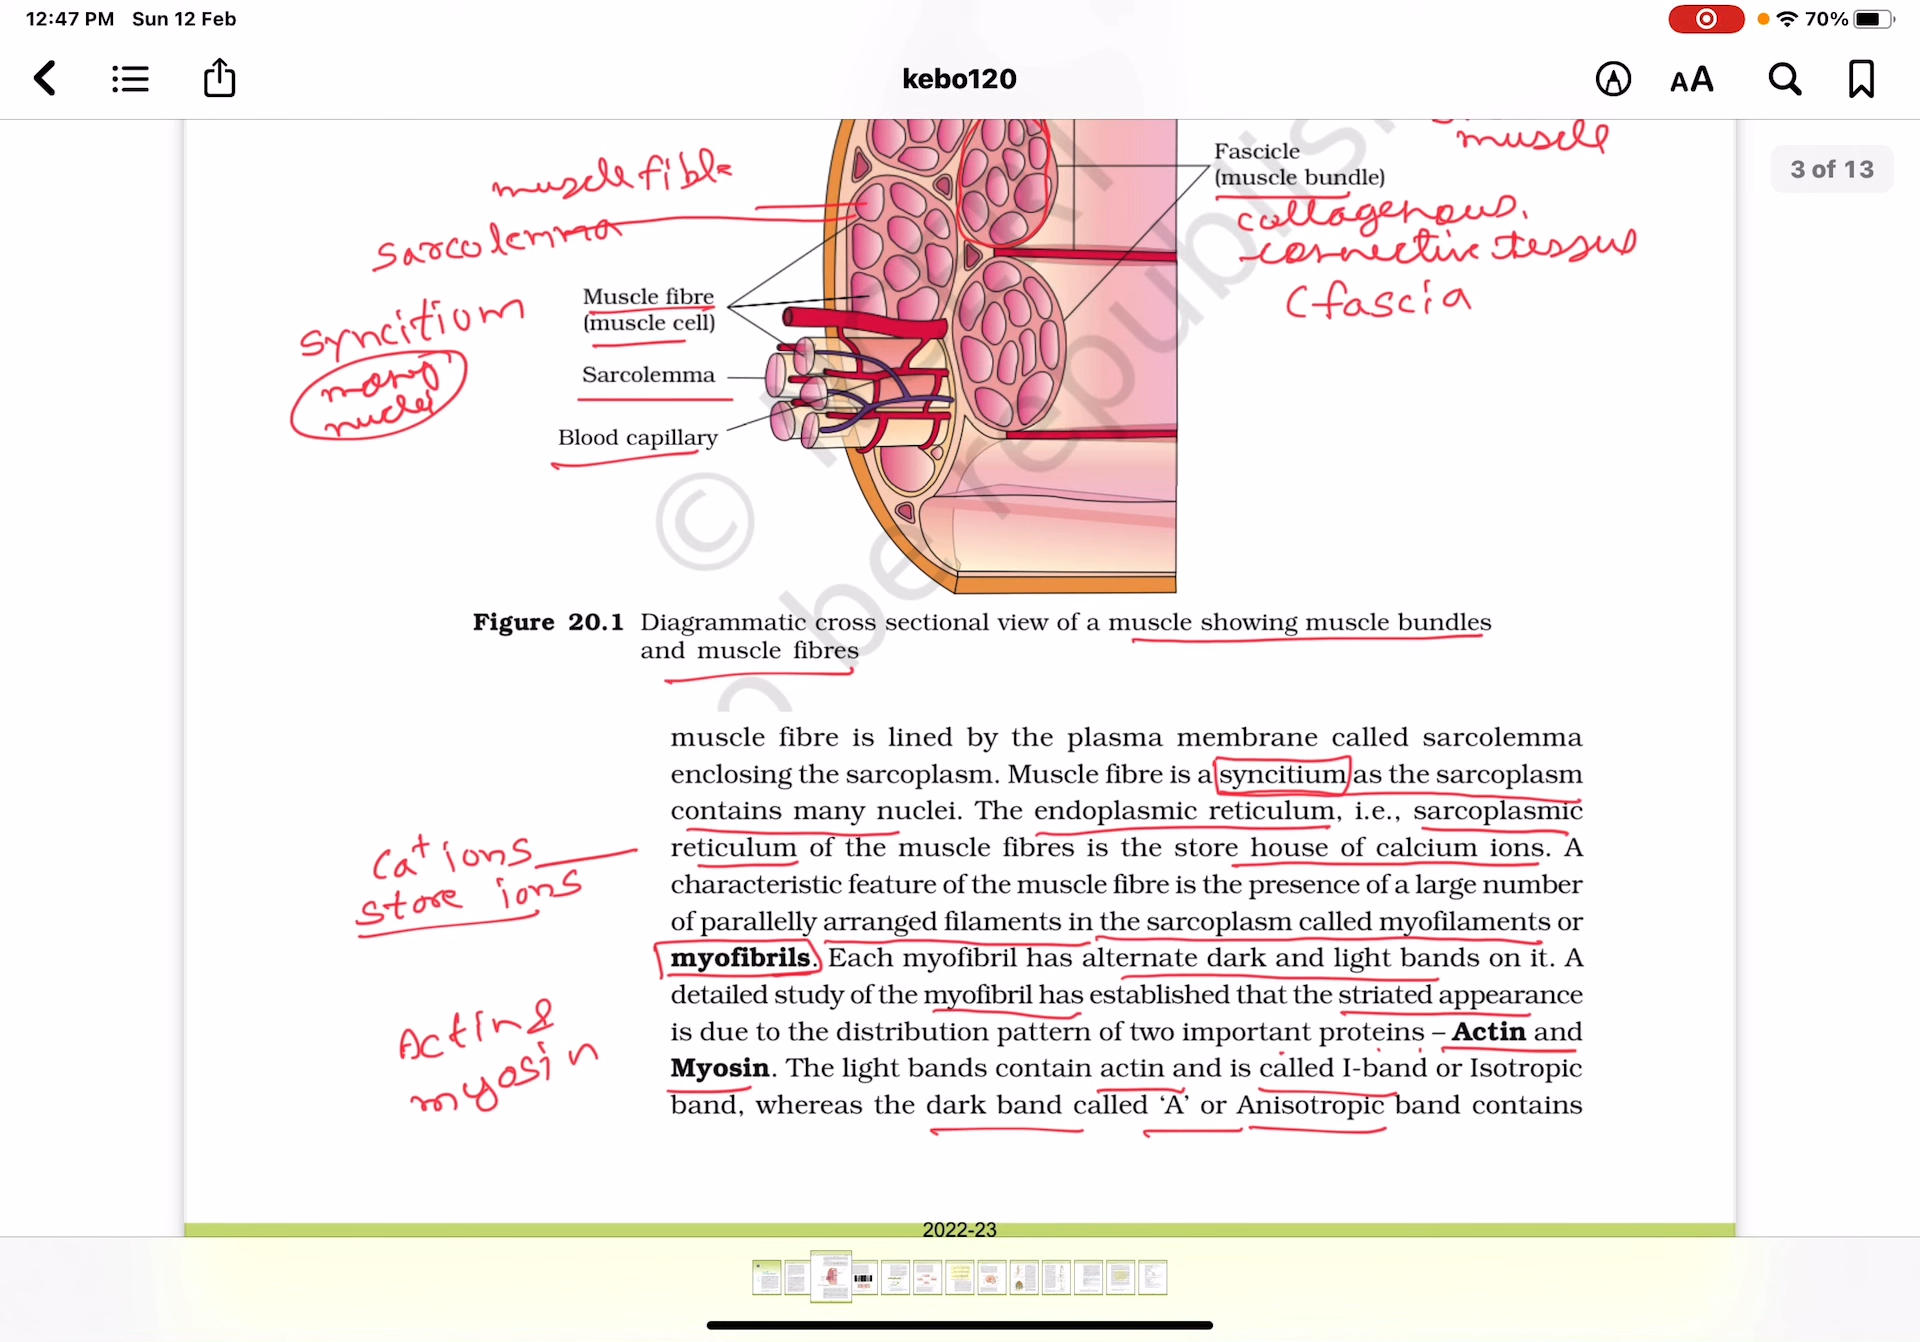 12:47 PM Sun 12 Feb
70%
kebo120
3 of 13
muscle
muscle fible
Sarcolemma
Syncitium
many
nuclei
Muscle fibre
(muscle cell)
Sarcolemma
Blood capillary
Fascicle
(muscle bundle)
collagenous.
connective tessus
(fascia
©
be republis
Figure 20.1 Diagrammatic cross sectional view of a muscle showing muscle bundles
and muscle fibres
muscle fibre is lined by the plasma membrane called sarcolemma
enclosing the sarcoplasm. Muscle fibre is a syncitium as the sarcoplasm
contains many nuclei. The endoplasmic reticulum, i.e., sarcoplasmic
reticulum of the muscle fibres is the store house of calcium ions. A
characteristic feature of the muscle fibre is the presence of a large number
of parallelly arranged filaments in the sarcoplasm called myofilaments or
myofibrils. Each myofibril has alternate dark and light bands on it. A
detailed study of the myofibril has established that the striated appearance
is due to the distribution pattern of two important proteins – Actin and
Myosin. The light bands contain actin and is called I-band or Isotropic
band, whereas the dark band called ‘A’ or Anisotropic band contains
Ca+ ions
store ions
Actin &
myosin
2022-23